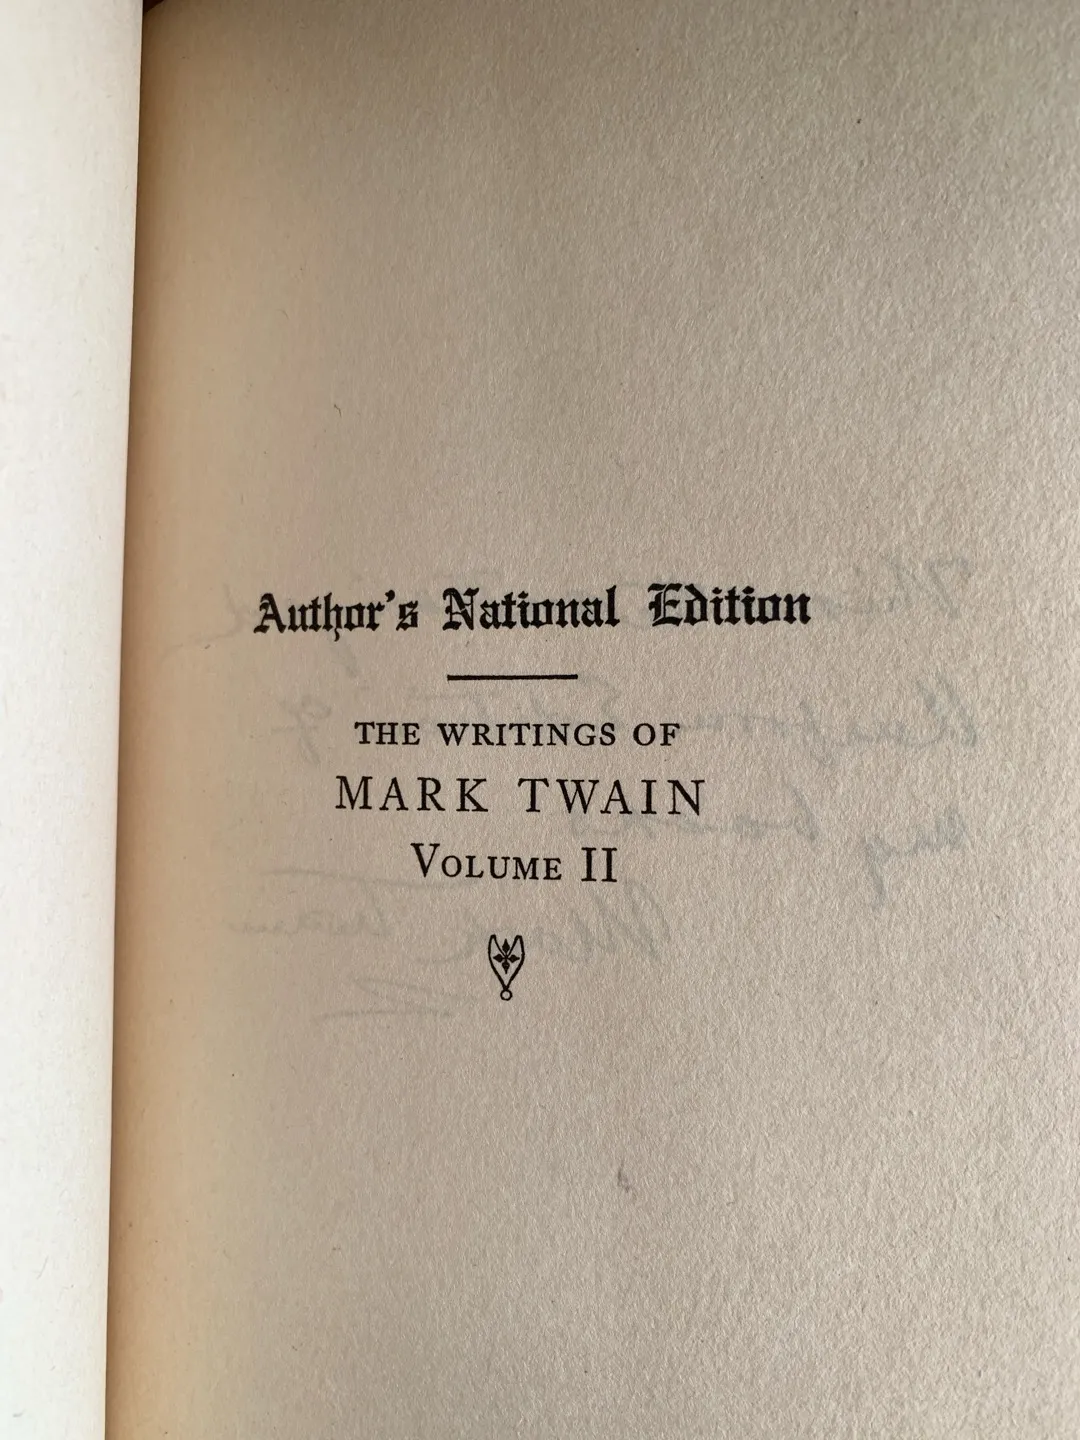 Author's National Edition
THE WRITINGS OF
MARK TWAIN
VOLUME II